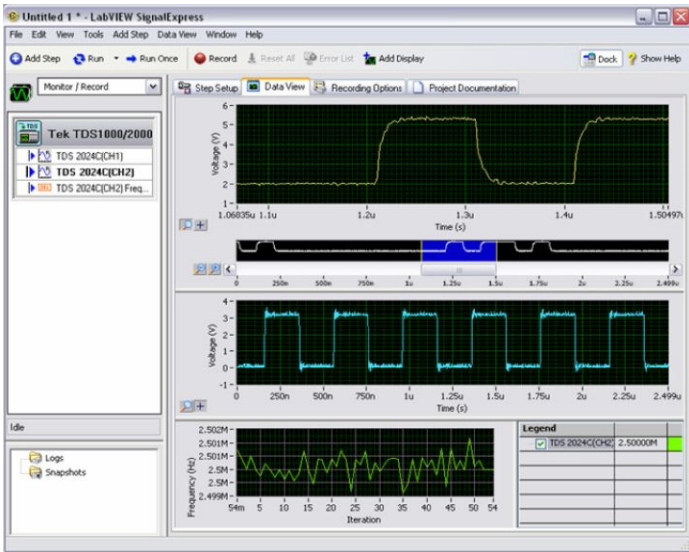 Untitled 1 * - LabVIEW SignalExpress
File Edit View Tools Add Step Data View Window Help
Add Step Run Run Once Record Reset All Error List Add Display Dock Show Help
Monitor / Record
Step Setup Data View Recording Options Project Documentation
Tek TDS1000/2000
TDS 2024C(CH1)
TDS 2024C(CH2)
TDS 2024C(CH2) Freq...
Voltage (V)
6
5
4
3
2
1
1.06835u 1.1u 1.2u 1.3u 1.4u 1.50497u
Time (s)
0 250n 500n 750n 1u 1.25u 1.5u 1.75u 2u 2.25u 2.499u
Voltage (V)
4
3
2
1
0
-1
0 250n 500n 750n 1u 1.25u 1.5u 1.75u 2u 2.25u 2.499u
Time (s)
Idle
Logs
Snapshots
Frequency (Hz)
2.502M
2.501M
2.501M
2.5M
2.5M
2.499M
54m 5 10 15 20 25 30 35 40 45 50 54
Iteration
Legend
TDS 2024C(CH2) 2.50000M